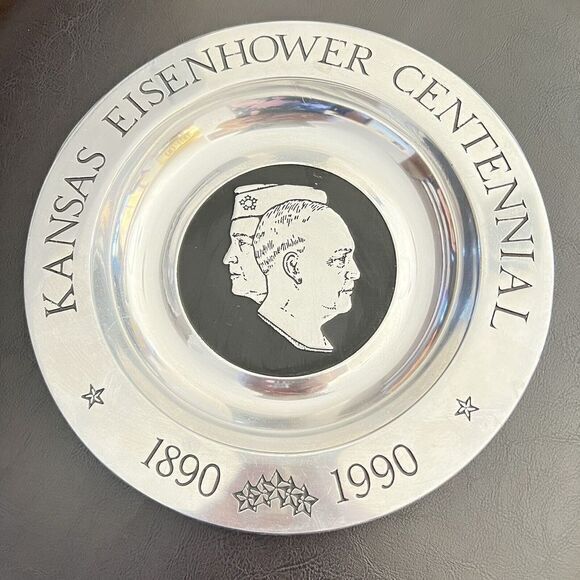 KANSAS EISENHOWER CENTENNIAL
1890 1990